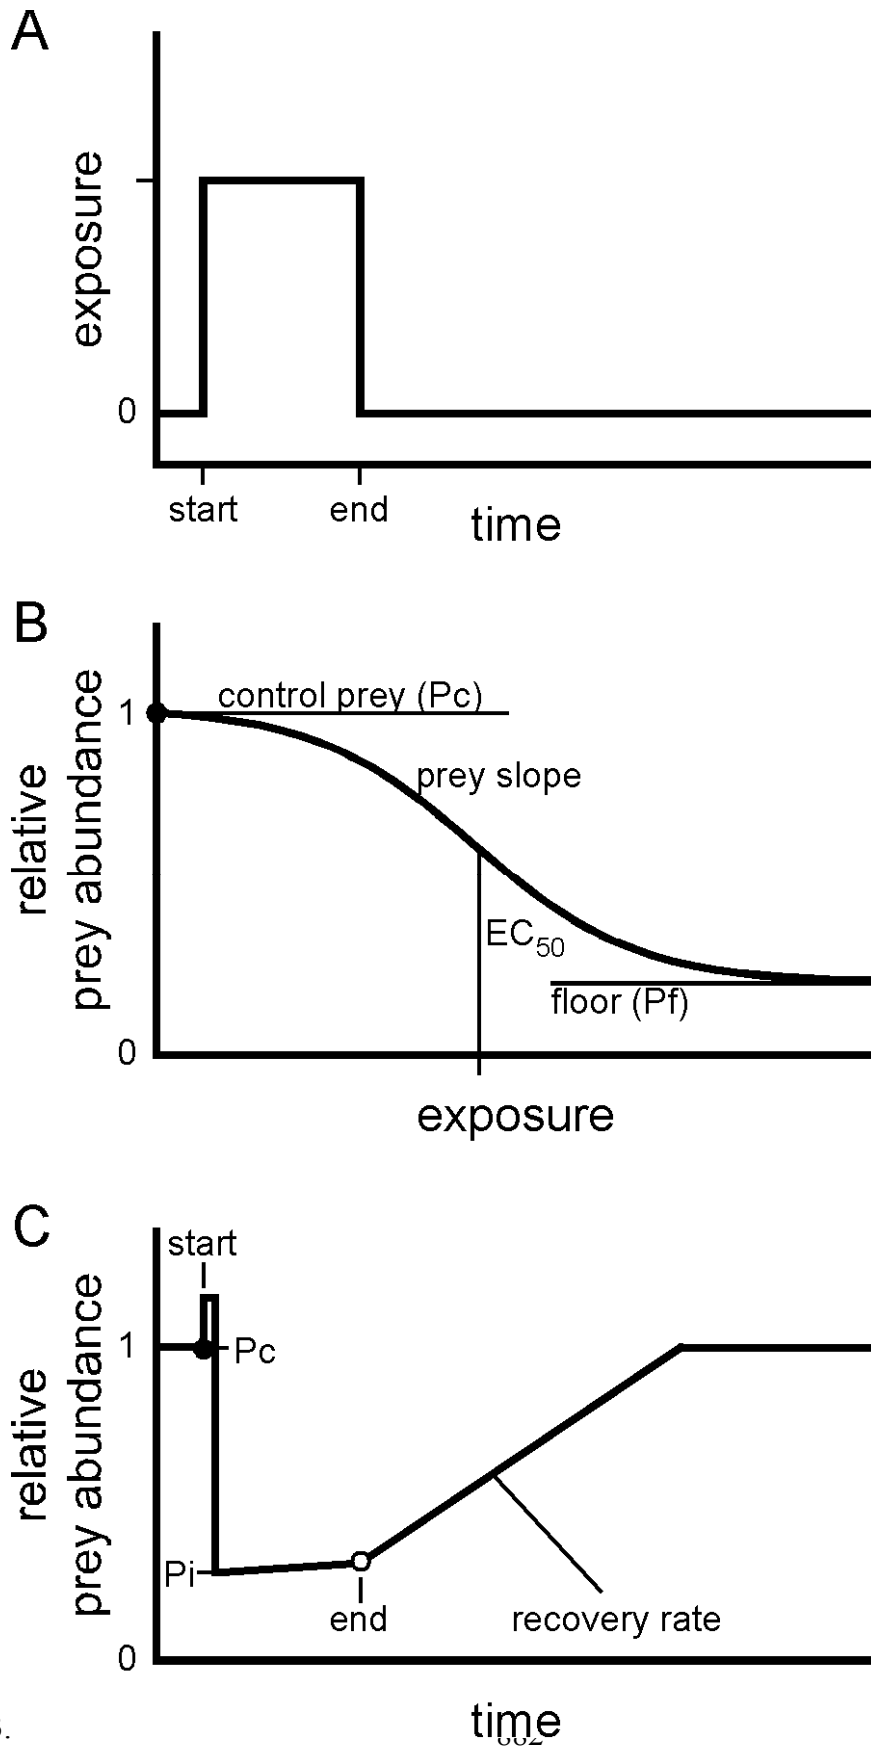 A
exposure
0
start
end
time
B
relative
prey abundance
1
control prey (Pc)
prey slope
EC50
floor (Pf)
0
exposure
C
relative
prey abundance
start
1
Pc
Pi
end
recovery rate
0
time